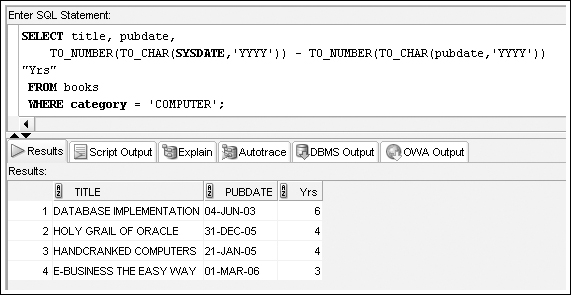 Enter SQL Statement:
SELECT title, pubdate,
TO_NUMBER(TO_CHAR(SYSDATE,'YYYY')) - TO_NUMBER(TO_CHAR(pubdate,'YYYY'))
"Yrs"
FROM books
WHERE category = 'COMPUTER';
Results Script Output Explain Autotrace DBMS Output OWA Output
Results:
TITLE PUBDATE Yrs
1 DATABASE IMPLEMENTATION 04-JUN-03 6
2 HOLY GRAIL OF ORACLE 31-DEC-05 4
3 HANDCRANKED COMPUTERS 21-JAN-05 4
4 E-BUSINESS THE EASY WAY 01-MAR-06 3